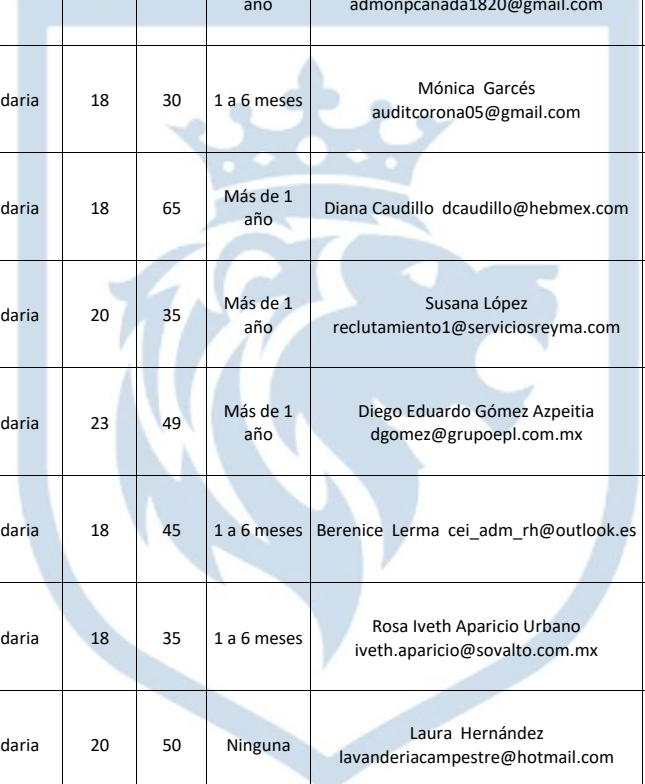 año admonpcanada1820@gmail.com
daria 18 30 1 a 6 meses Mónica Garcés
auditcorona05@gmail.com
daria 18 65 Más de 1
año Diana Caudillo dcaudillo@hebmex.com
daria 20 35 Más de 1
año Susana López
reclutamiento1@serviciosreyma.com
daria 23 49 Más de 1
año Diego Eduardo Gómez Azpeitia
dgomez@grupoepl.com.mx
daria 18 45 1 a 6 meses Berenice Lerma cei_adm_rh@outlook.es
daria 18 35 1 a 6 meses Rosa Iveth Aparicio Urbano
iveth.aparicio@sovalto.com.mx
daria 20 50 Ninguna Laura Hernández
lavanderiacampestre@hotmail.com